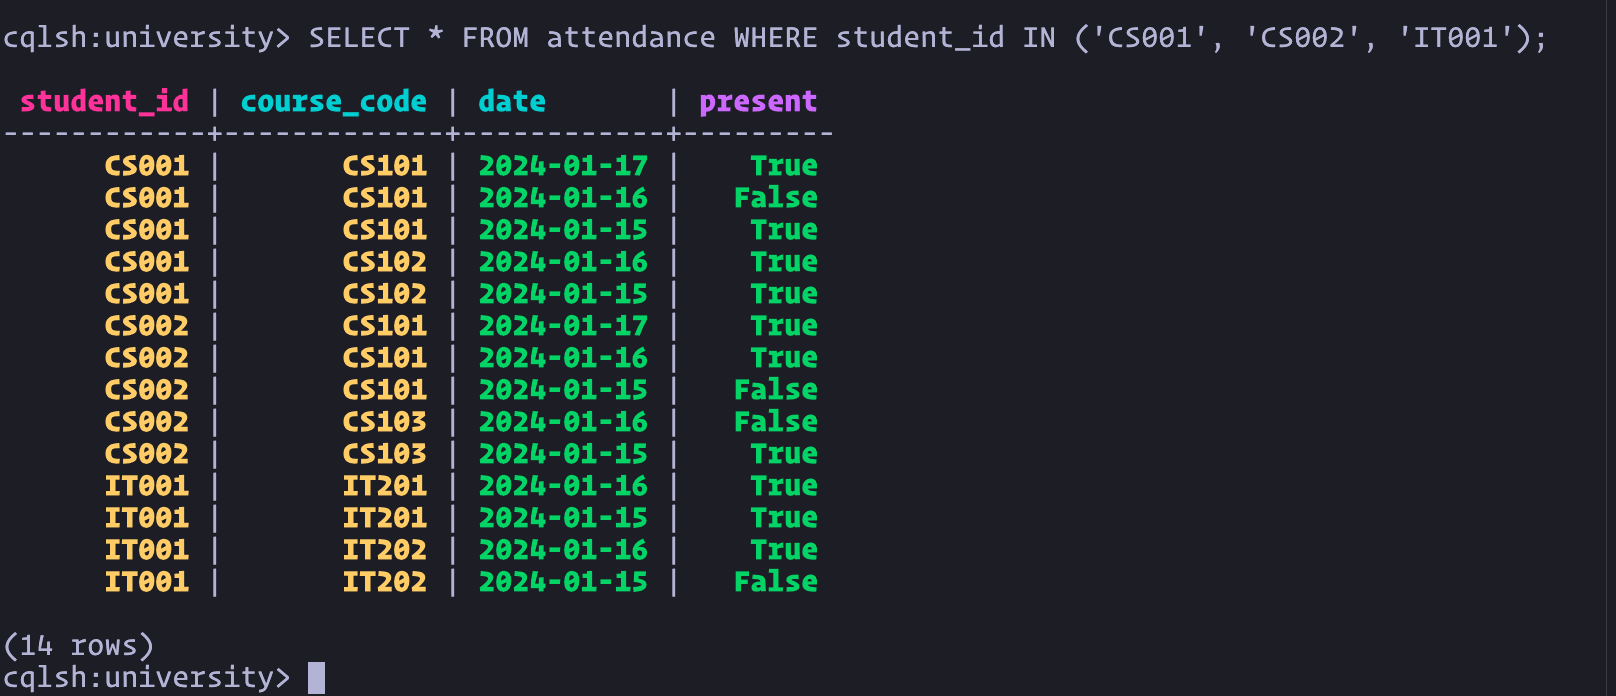 cqlsh:university> SELECT * FROM attendance WHERE student_id IN ('CS001', 'CS002', 'IT001');
 student_id | course_code | date       | present
------------+-------------+------------+---------
      CS001 |       CS101 | 2024-01-17 |    True
      CS001 |       CS101 | 2024-01-16 |   False
      CS001 |       CS101 | 2024-01-15 |    True
      CS001 |       CS102 | 2024-01-16 |    True
      CS001 |       CS102 | 2024-01-15 |    True
      CS002 |       CS101 | 2024-01-17 |    True
      CS002 |       CS101 | 2024-01-16 |    True
      CS002 |       CS101 | 2024-01-15 |   False
      CS002 |       CS103 | 2024-01-16 |   False
      CS002 |       CS103 | 2024-01-15 |    True
      IT001 |       IT201 | 2024-01-16 |    True
      IT001 |       IT201 | 2024-01-15 |    True
      IT001 |       IT202 | 2024-01-16 |    True
      IT001 |       IT202 | 2024-01-15 |   False
(14 rows)
cqlsh:university>